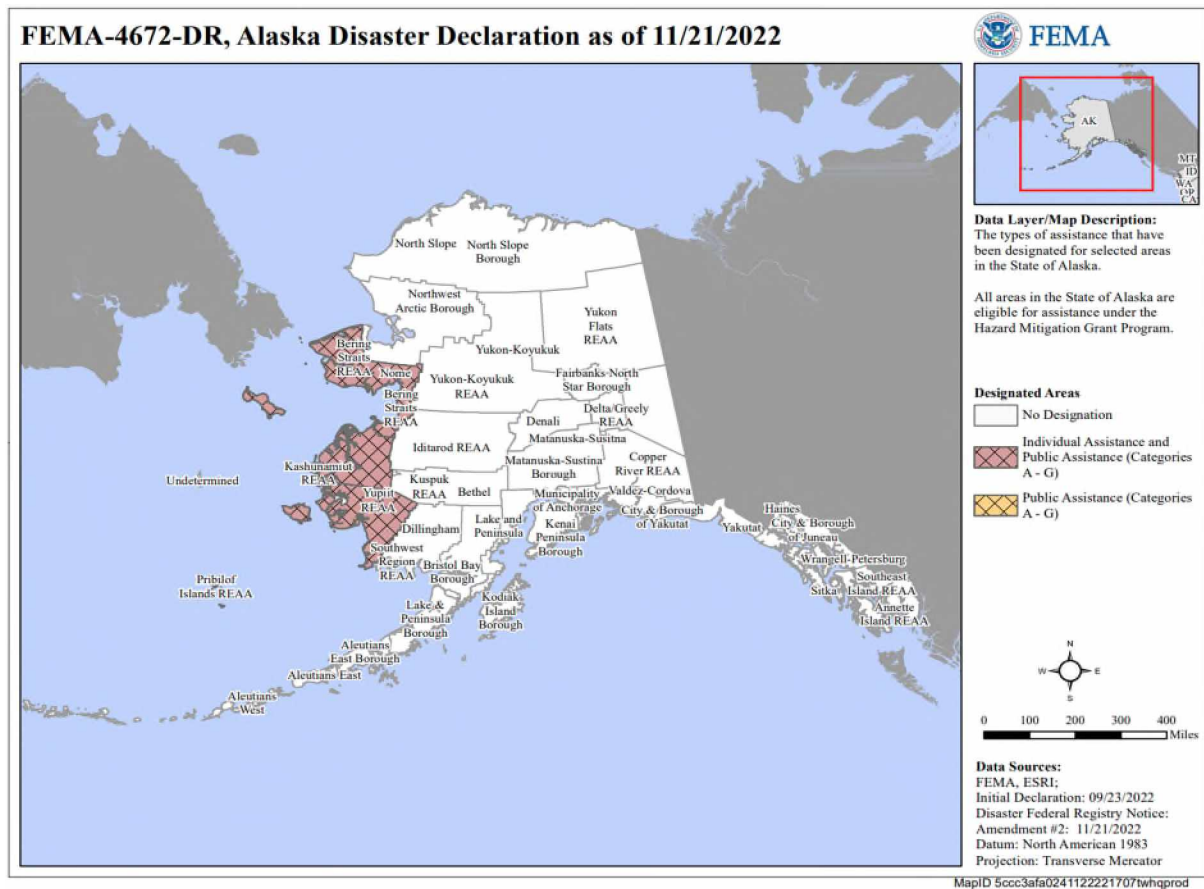 FEMA-4672-DR, Alaska Disaster Declaration as of 11/21/2022
FEMA
AK
MT
ID
WA
OR
CA
Data Layer/Map Description:
The types of assistance that have
been designated for selected areas
in the State of Alaska.
All areas in the State of Alaska are
eligible for assistance under the
Hazard Mitigation Grant Program.
Designated Areas
No Designation
Individual Assistance and
Public Assistance (Categories
A - G)
Public Assistance (Categories
A - G)
North Slope
North Slope
Borough
Northwest
Arctic Borough
Yukon
Flats
REAA
Bering
Straits
REAA
Nome
Yukon-Koyukuk
Yukon-Koyukuk
REAA
Fairbanks North
Star Borough
Bering
Straits
REAA
Denali
Delta/Greely
REAA
Iditarod REAA
Matanuska-Susitna
Matanuska-Sustina
Borough
Copper
River REAA
Kashunamiut
REAA
Undetermined
Kuspuk
REAA
Bethel
Yupiit
REAA
Municipality
of Anchorage
Valdez-Cordova
City & Borough
of Yakutat
Dillingham
Lake and
Peninsula
Kenai
Peninsula
Borough
Yakutat
Haines
City & Borough
of Juneau
Southwest
Region
REAA
Bristol Bay
Borough
Wrangell-Petersburg
Southeast
Island REAA
Sitka
Annette
Island REAA
Pribilof
Islands REAA
Lake &
Peninsula
Borough
Kodiak
Island
Borough
Aleutians
East Borough
Aleutians East
Aleutians
West
N
W
E
S
0 100 200 300 400
Miles
Data Sources:
FEMA, ESRI;
Initial Declaration: 09/23/2022
Disaster Federal Registry Notice:
Amendment #2: 11/21/2022
Datum: North American 1983
Projection: Transverse Mercator
MapID 5ccc3afa0241122221707twhqprod